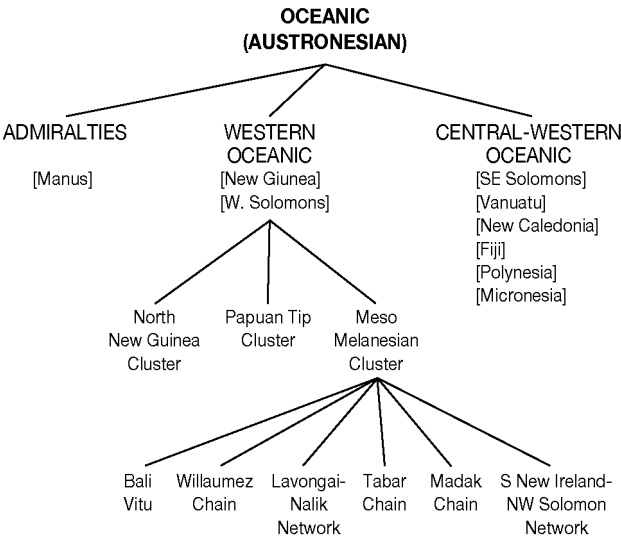 OCEANIC
(AUSTRONESIAN)
ADMIRALTIES
[Manus]
WESTERN
OCEANIC
[New Giunea]
[W. Solomons]
CENTRAL-WESTERN
OCEANIC
[SE Solomons]
[Vanuatu]
[New Caledonia]
[Fiji]
[Polynesia]
[Micronesia]
North
New Guinea
Cluster
Papuan Tip
Cluster
Meso
Melanesian
Cluster
Bali
Vitu
Willaumez
Chain
Lavongai-
Nalik
Network
Tabar
Chain
Madak
Chain
S New Ireland-
NW Solomon
Network